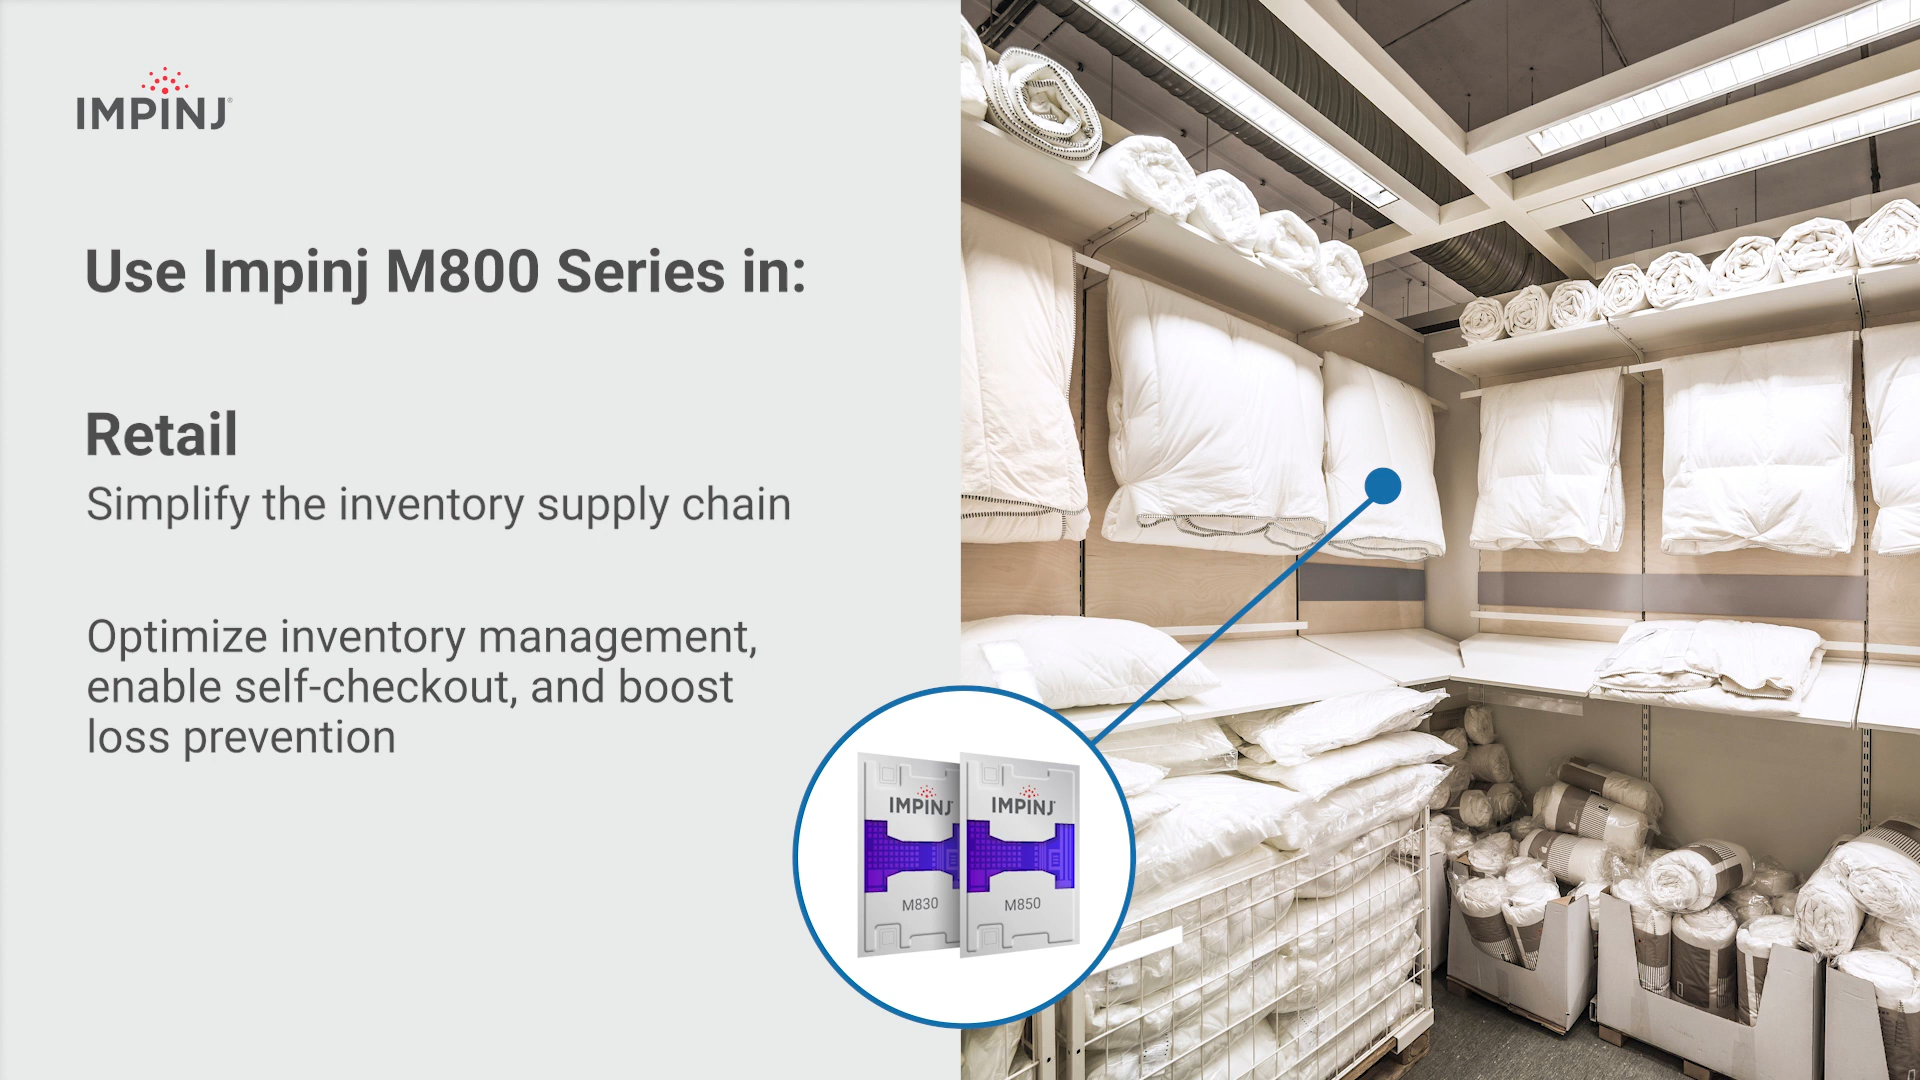 IMPINJ
Use Impinj M800 Series in:
Retail
Simplify the inventory supply chain
Optimize inventory management,
enable self-checkout, and boost
loss prevention
IMPINJ
M830
IMPINJ
M850